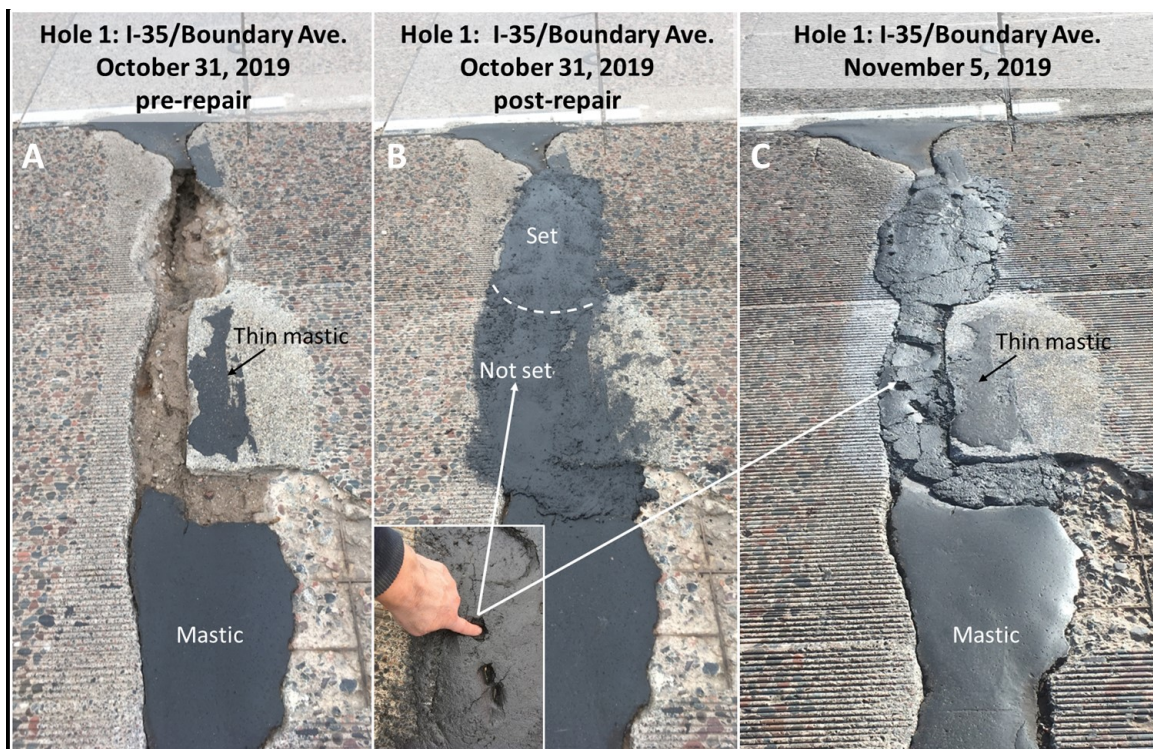 Hole 1: I-35/Boundary Ave.
October 31, 2019
pre-repair
A
Thin mastic
Mastic
Hole 1:  I-35/Boundary Ave.
October 31, 2019
post-repair
B
Set
Not set
Hole 1: I-35/Boundary Ave.
November 5, 2019
C
Thin mastic
Mastic